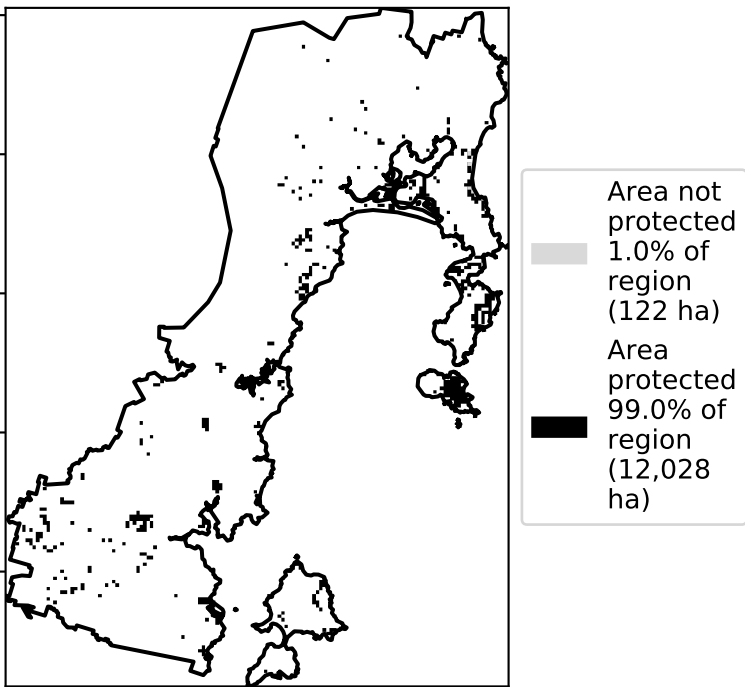 Area not
protected
1.0% of
region
(122 ha)
Area
protected
99.0% of
region
(12,028
ha)